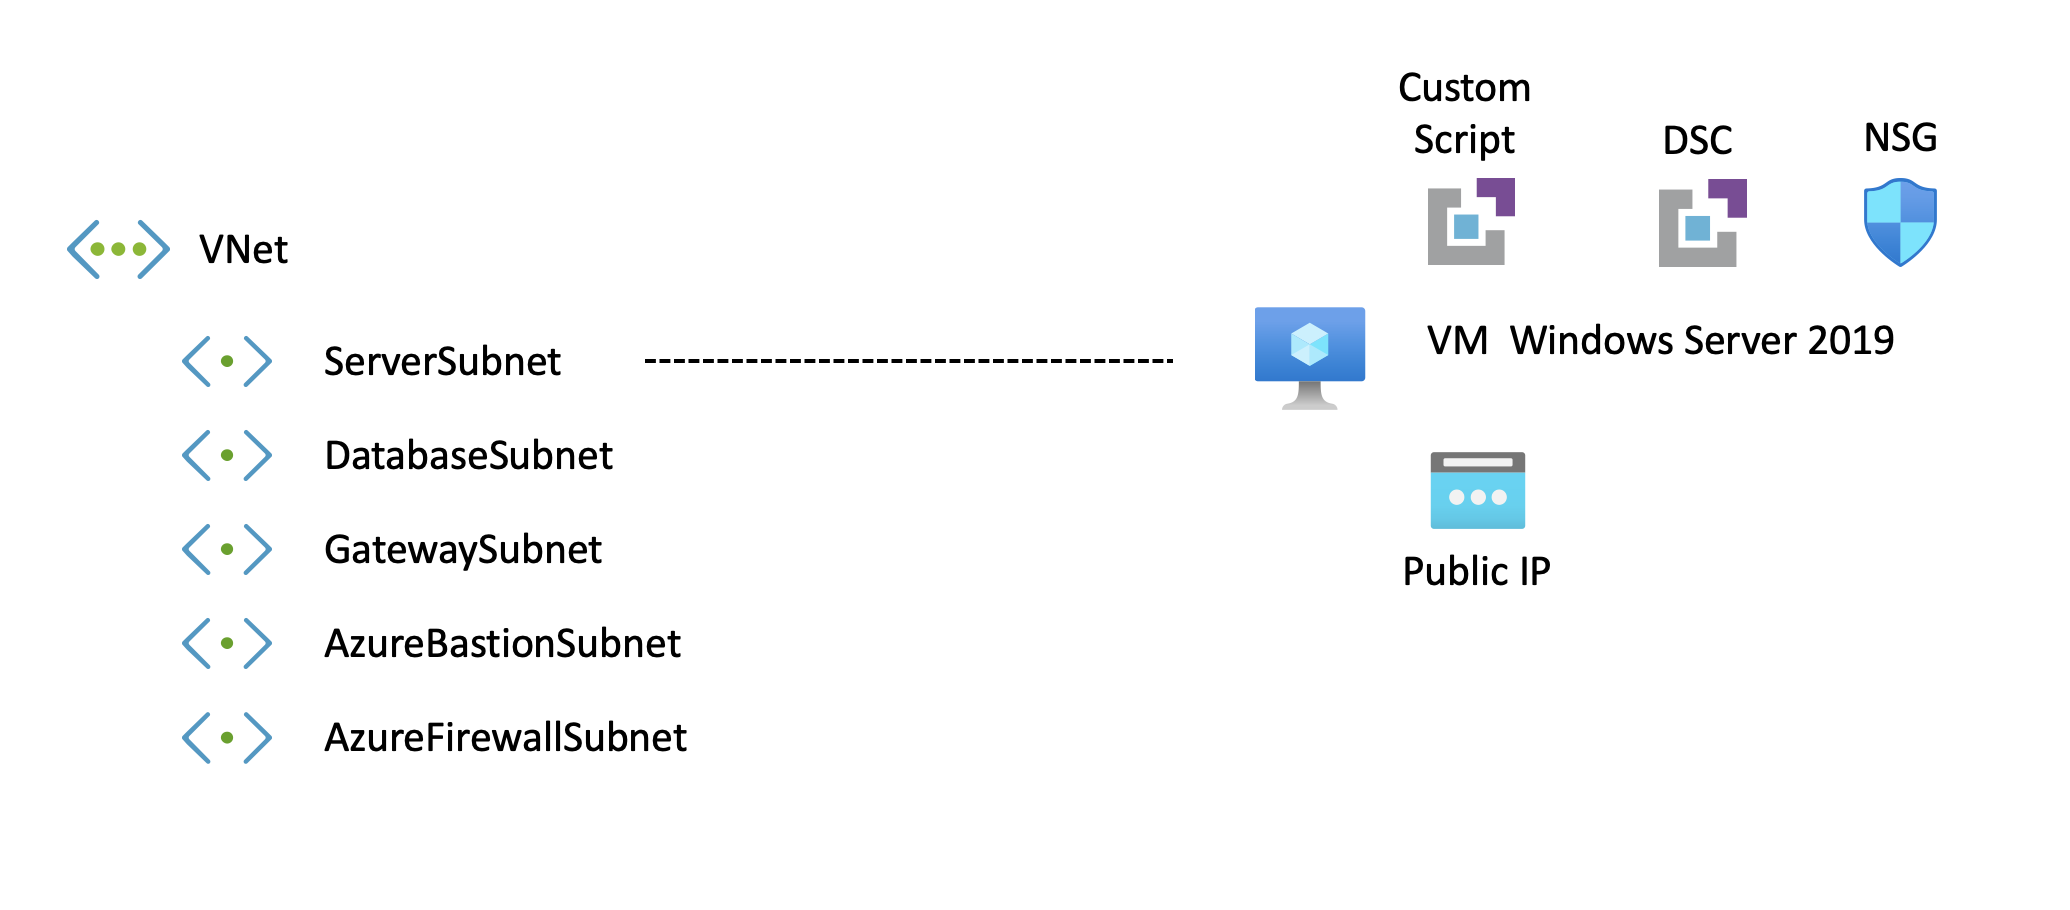 Custom
Script
DSC
NSG
VNet
VM  Windows Server 2019
ServerSubnet
DatabaseSubnet
GatewaySubnet
Public IP
AzureBastionSubnet
AzureFirewallSubnet